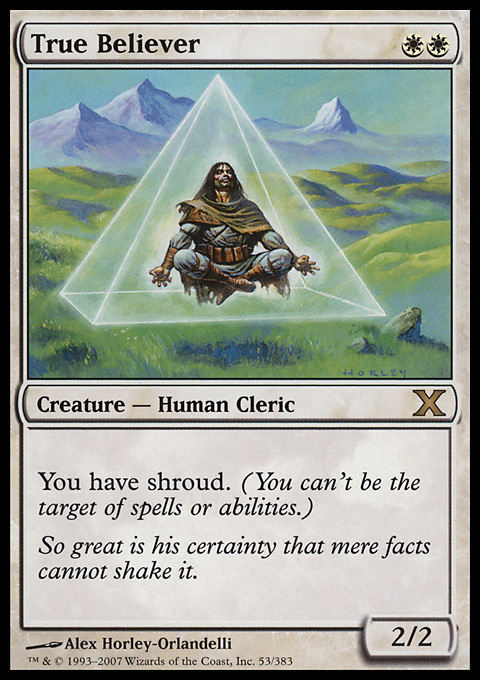 True Believer
HORLEY
Creature — Human Cleric
X
You have shroud. (You can't be the
target of spells or abilities.)
So great is his certainty that mere facts
cannot shake it.
Alex Horley-Orlandelli
2/2
™ & © 1993–2007 Wizards of the Coast, Inc. 53/383